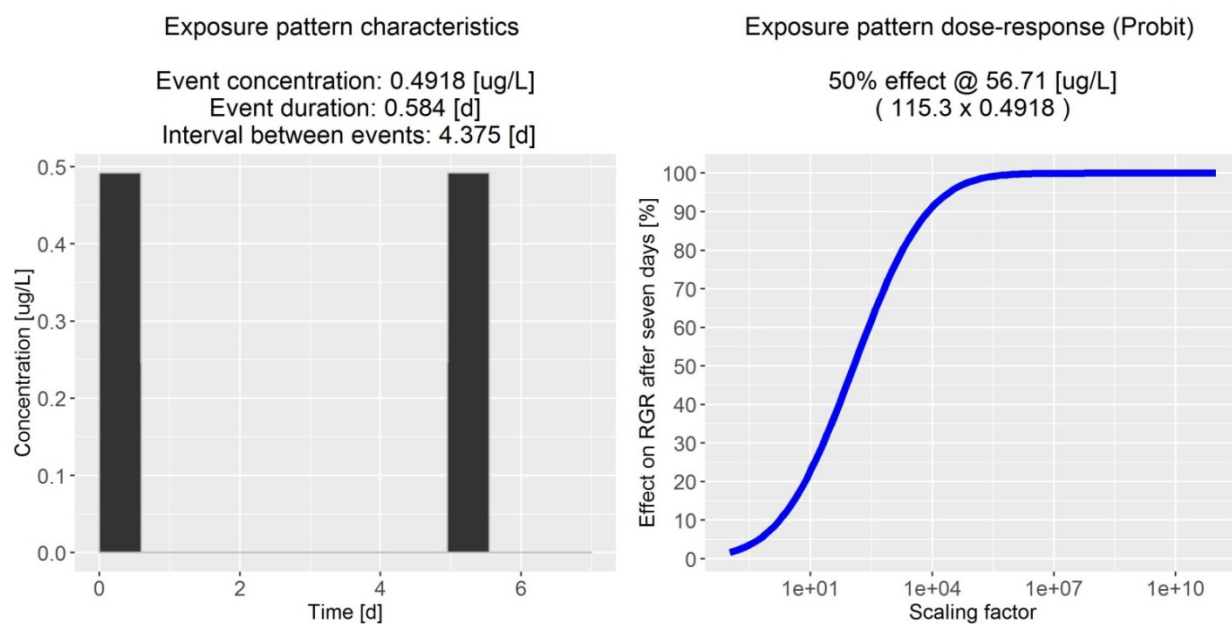 Exposure pattern characteristics
Event concentration: 0.4918 [ug/L]
Event duration: 0.584 [d]
Interval between events: 4.375 [d]
0.5
0.4
0.3
0.2
0.1
0.0
Concentration [ug/L]
0 2 4 6
Time [d]
Exposure pattern dose-response (Probit)
50% effect @ 56.71 [ug/L]
( 115.3 x 0.4918 )
100
90
80
70
60
50
40
30
20
10
0
Effect on RGR after seven days [%]
1e+01 1e+04 1e+07 1e+10
Scaling factor